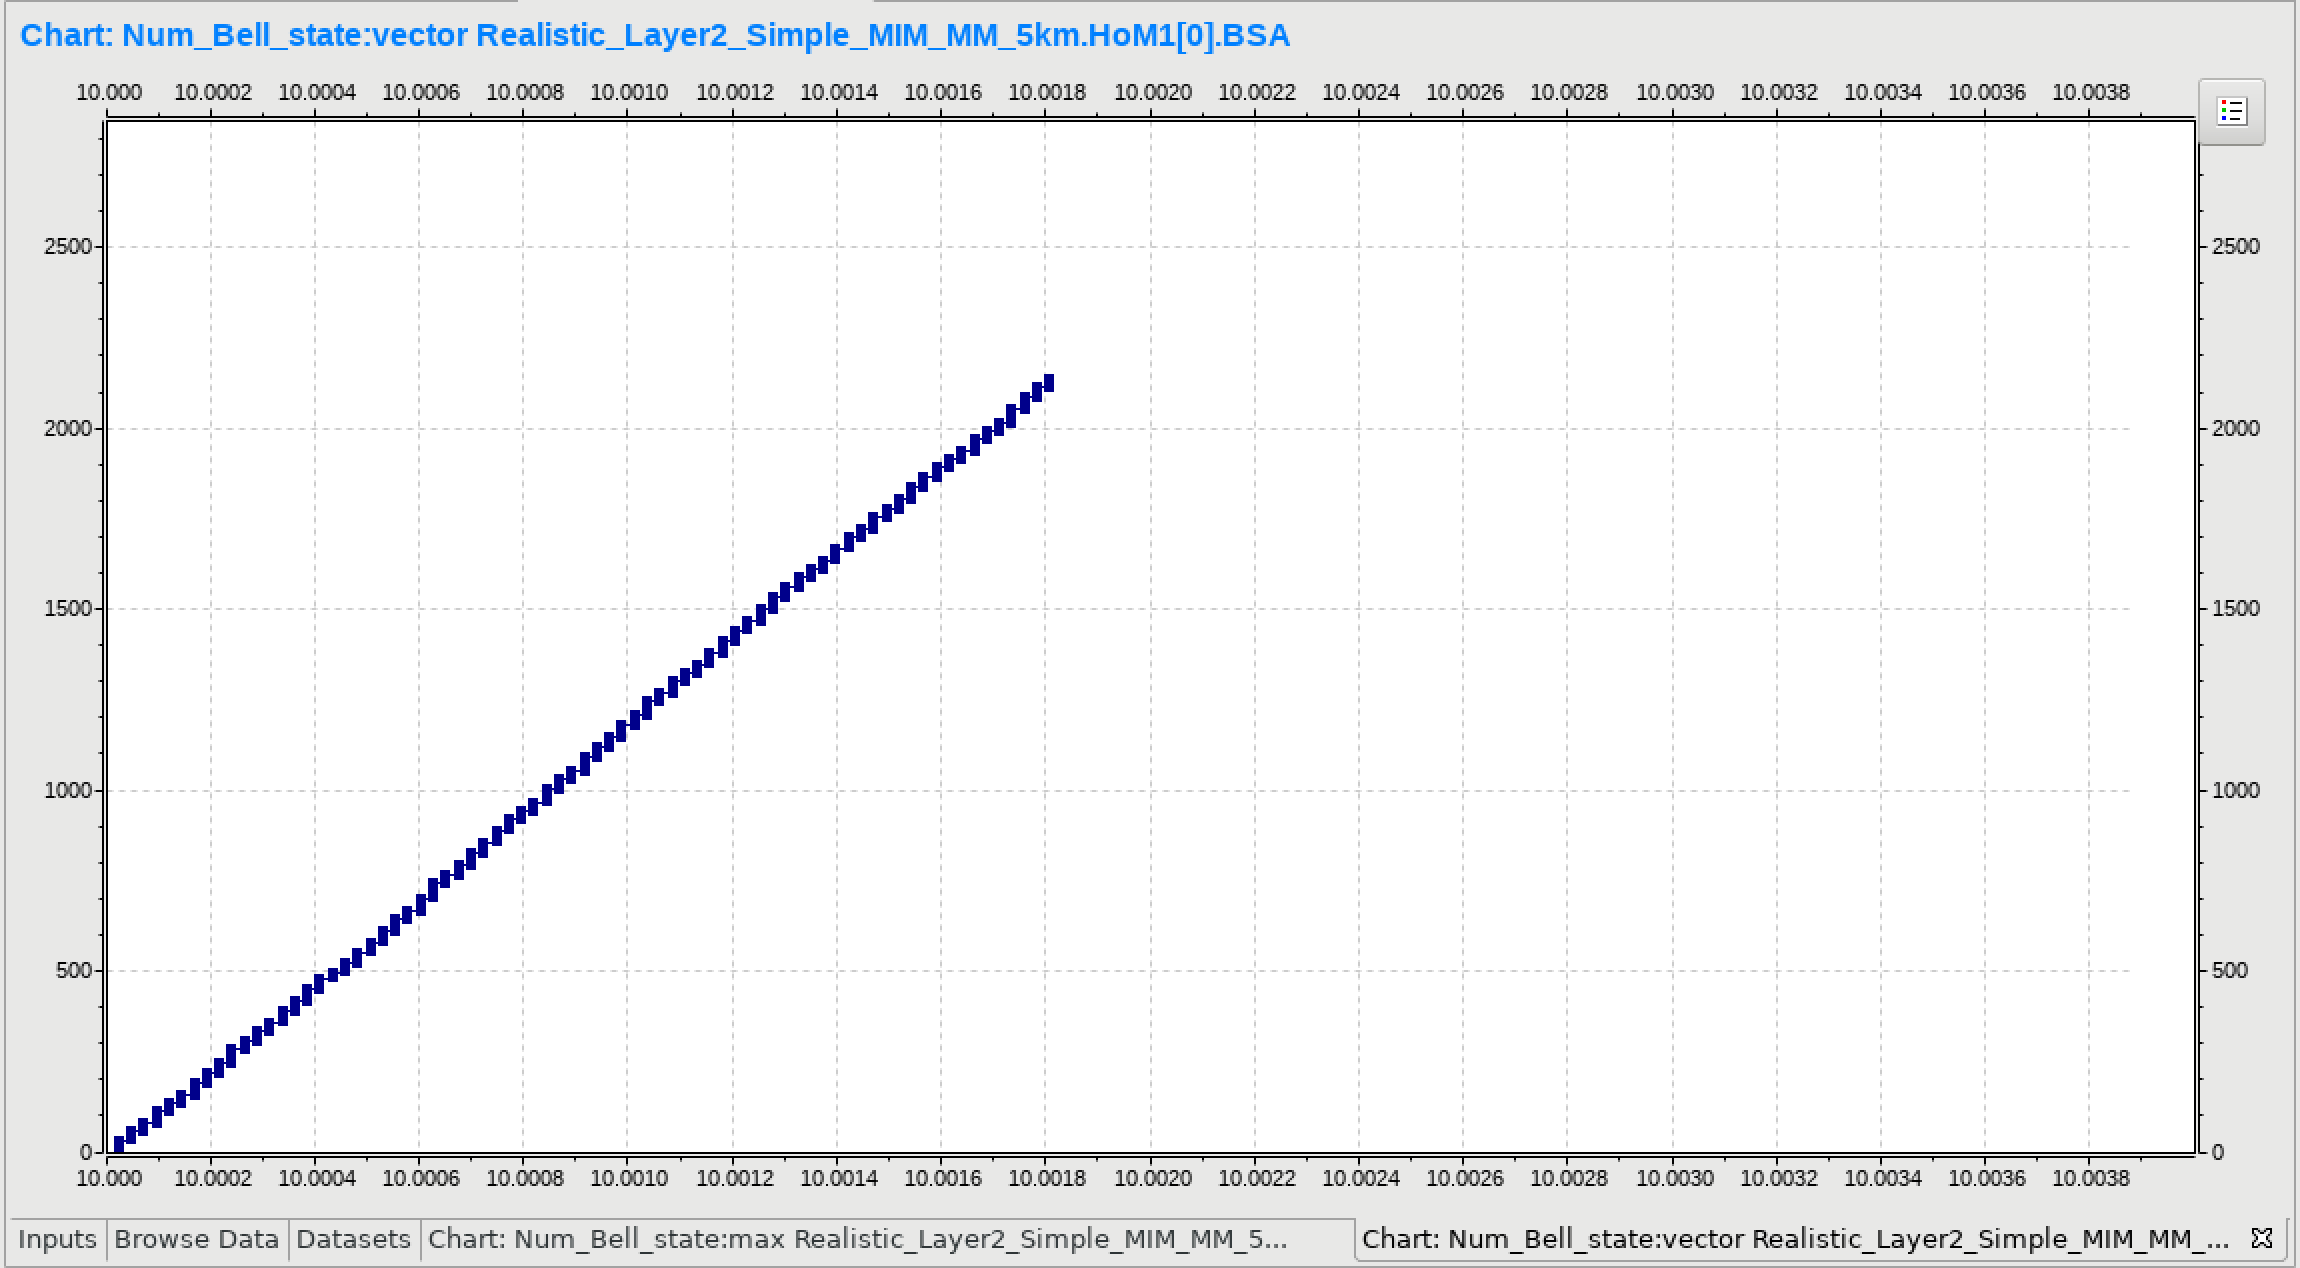 Chart: Num_Bell_state:vector Realistic_Layer2_Simple_MIM_MM_5km.HoM1[0].BSA
10.000 10.0002 10.0004 10.0006 10.0008 10.0010 10.0012 10.0014 10.0016 10.0018 10.0020 10.0022 10.0024 10.0026 10.0028 10.0030 10.0032 10.0034 10.0036 10.0038
2500 2500
2000 2000
1500 1500
1000 1000
500 500
0 0
10.000 10.0002 10.0004 10.0006 10.0008 10.0010 10.0012 10.0014 10.0016 10.0018 10.0020 10.0022 10.0024 10.0026 10.0028 10.0030 10.0032 10.0034 10.0036 10.0038
Inputs Browse Data Datasets Chart: Num_Bell_state:max Realistic_Layer2_Simple_MIM_MM_5... Chart: Num_Bell_state:vector Realistic_Layer2_Simple_MIM_MM_...